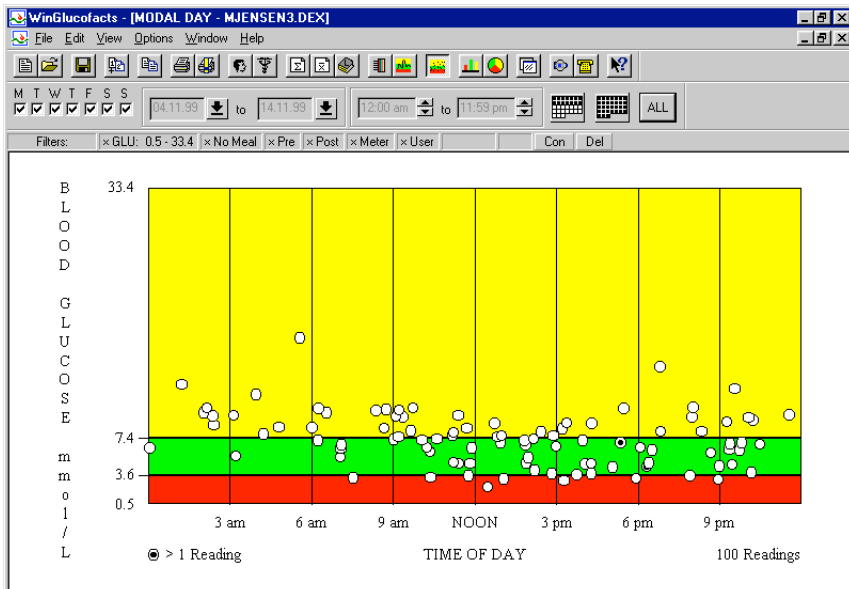 WinGlucofacts - [MODAL DAY - MJENSEN3.DEX]
File Edit View Options Window Help
M T W T F S S
04.11.99 to 14.11.99 12:00 am to 11:59 pm ALL
Filters: × GLU: 0.5 - 33.4 × No Meal × Pre × Post × Meter × User Con Del
BLOOD GLUCOSE mmol/L
33.4
7.4
3.6
0.5
3 am 6 am 9 am NOON 3 pm 6 pm 9 pm
> 1 Reading TIME OF DAY 100 Readings